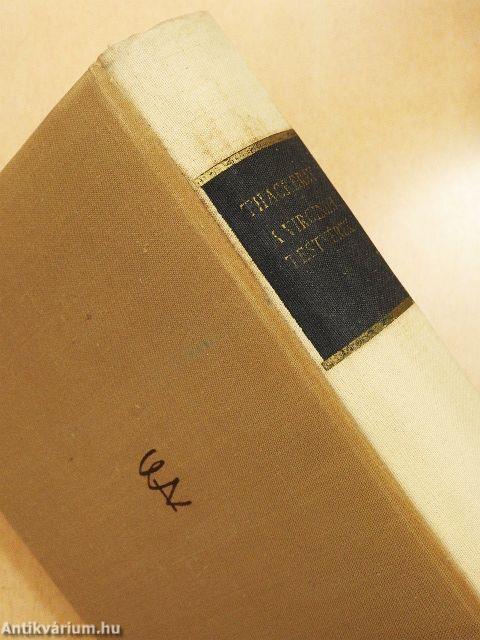 THACKERAY
A VIRGINIAI
TESTVÉREK
Antikvárium.hu